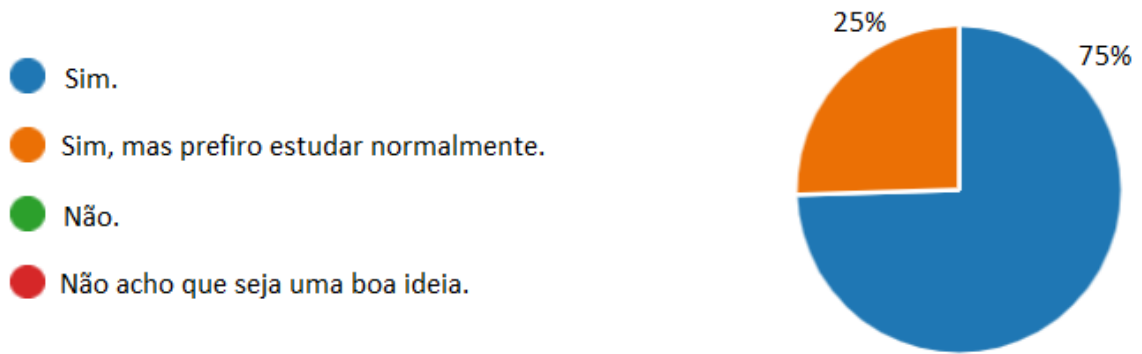 25%
75%
Sim.
Sim, mas prefiro estudar normalmente.
Não.
Não acho que seja uma boa ideia.